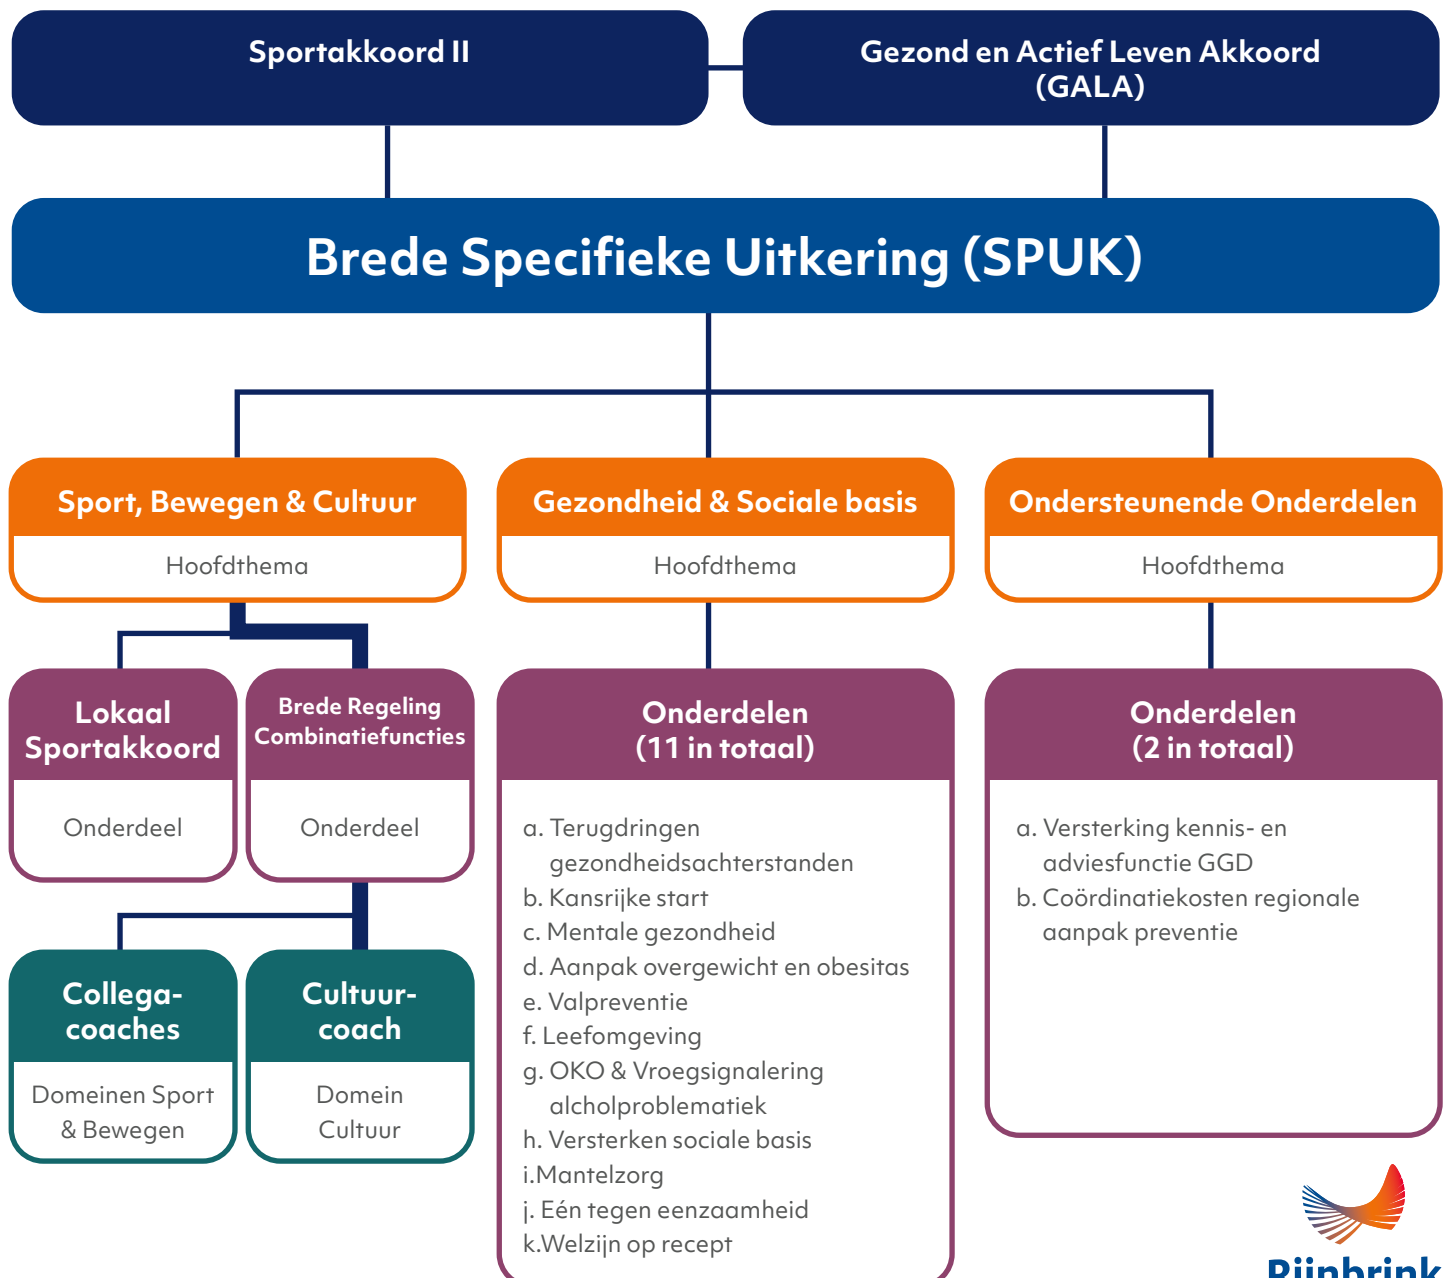 Sportakkoord II
Gezond en Actief Leven Akkoord
(GALA)
Brede Specifieke Uitkering (SPUK)
Sport, Bewegen & Cultuur
Hoofdthema
Gezondheid & Sociale basis
Hoofdthema
Ondersteunende Onderdelen
Hoofdthema
Lokaal
Sportakkoord
Onderdeel
Brede Regeling
Combinatiefuncties
Onderdeel
Collega-
coaches
Domeinen Sport
& Bewegen
Cultuur-
coach
Domein
Cultuur
Onderdelen
(11 in totaal)
a. Terugdringen
gezondheidsachterstanden
b. Kansrijke start
c. Mentale gezondheid
d. Aanpak overgewicht en obesitas
e. Valpreventie
f. Leefomgeving
g. OKO & Vroegsignalering
alcholproblematiek
h. Versterken sociale basis
i.Mantelzorg
j. Eén tegen eenzaamheid
k.Welzijn op recept
Onderdelen
(2 in totaal)
a. Versterking kennis- en
adviesfunctie GGD
b. Coördinatiekosten regionale
aanpak preventie
Rijnbrink